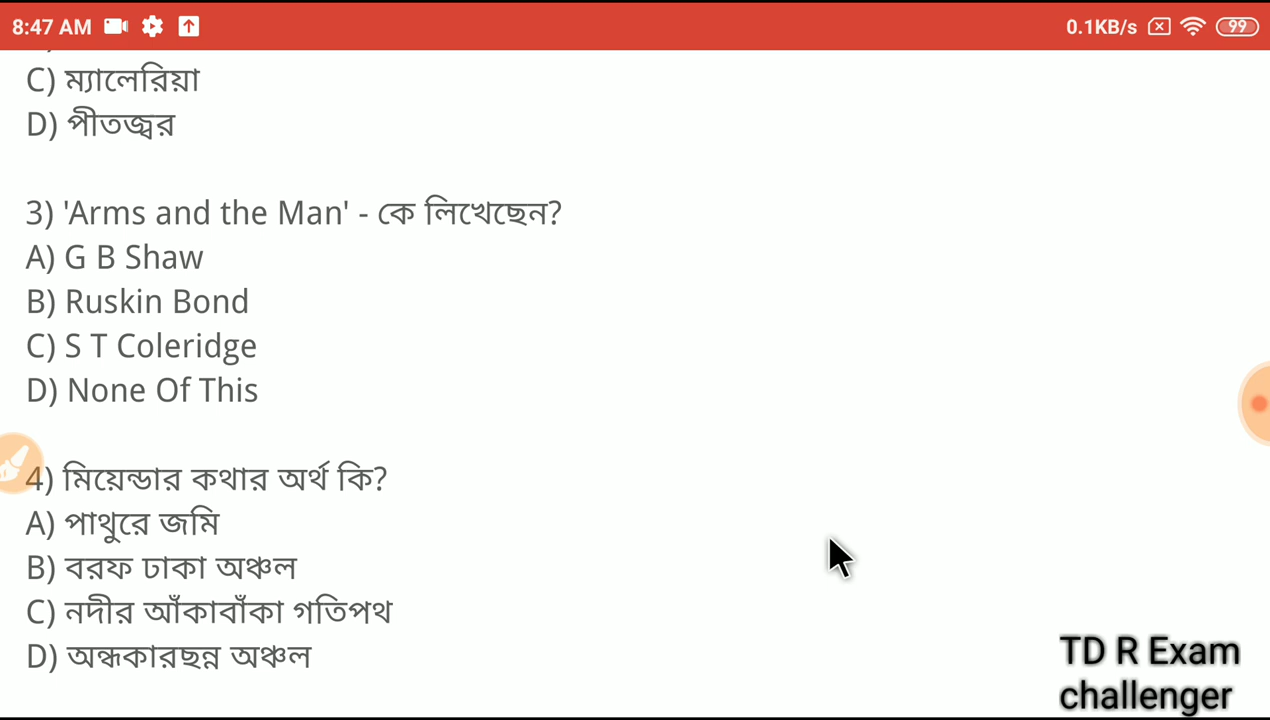 8:47 AM 0.1KB/s 99
C) ম্যালেরিয়া
D) পীতজ্বর
3) 'Arms and the Man' - কে লিখেছেন?
A) G B Shaw
B) Ruskin Bond
C) S T Coleridge
D) None Of This
4) মিয়েন্ডার কথার অর্থ কি?
A) পাথুরে জমি
B) বরফ ঢাকা অঞ্চল
C) নদীর আঁকাবাঁকা গতিপথ
D) অন্ধকারছন্ন অঞ্চল
TD R Exam
challenger